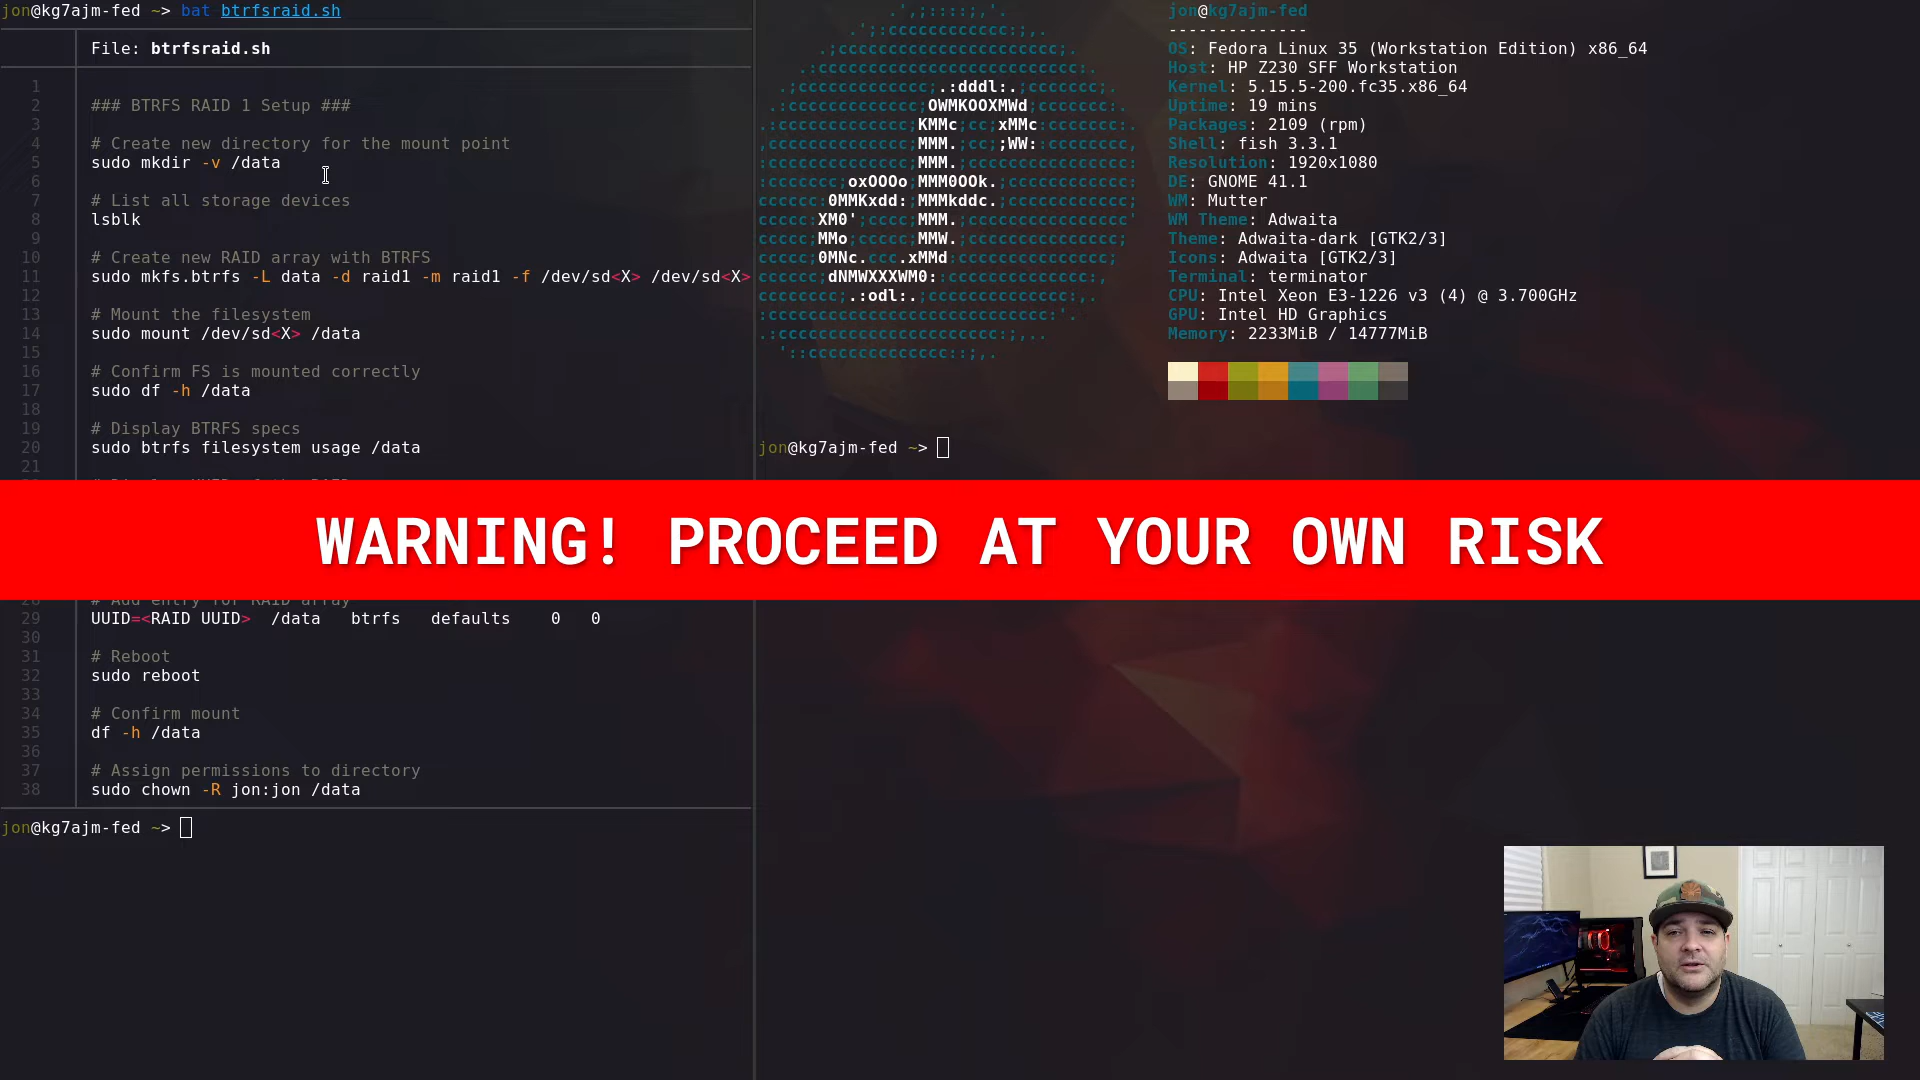 jon@kg7ajm-fed ~> bat btrfsraid.sh
File: btrfsraid.sh
1
2 ### BTRFS RAID 1 Setup ###
3
4 # Create new directory for the mount point
5 sudo mkdir -v /data
6
7 # List all storage devices
8 lsblk
9
10 # Create new RAID array with BTRFS
11 sudo mkfs.btrfs -L data -d raid1 -m raid1 -f /dev/sd<X> /dev/sd<X>
12
13 # Mount the filesystem
14 sudo mount /dev/sd<X> /data
15
16 # Confirm FS is mounted correctly
17 sudo df -h /data
18
19 # Display BTRFS specs
20 sudo btrfs filesystem usage /data
21
28 # Add entry for RAID array
29 UUID=<RAID UUID> /data btrfs defaults 0 0
30
31 # Reboot
32 sudo reboot
33
34 # Confirm mount
35 df -h /data
36
37 # Assign permissions to directory
38 sudo chown -R jon:jon /data
jon@kg7ajm-fed ~>
jon@kg7ajm-fed
--------------
OS: Fedora Linux 35 (Workstation Edition) x86_64
Host: HP Z230 SFF Workstation
Kernel: 5.15.5-200.fc35.x86_64
Uptime: 19 mins
Packages: 2109 (rpm)
Shell: fish 3.3.1
Resolution: 1920x1080
DE: GNOME 41.1
WM: Mutter
WM Theme: Adwaita
Theme: Adwaita-dark [GTK2/3]
Icons: Adwaita [GTK2/3]
Terminal: terminator
CPU: Intel Xeon E3-1226 v3 (4) @ 3.700GHz
GPU: Intel HD Graphics
Memory: 2233MiB / 14777MiB
jon@kg7ajm-fed ~>
WARNING! PROCEED AT YOUR OWN RISK